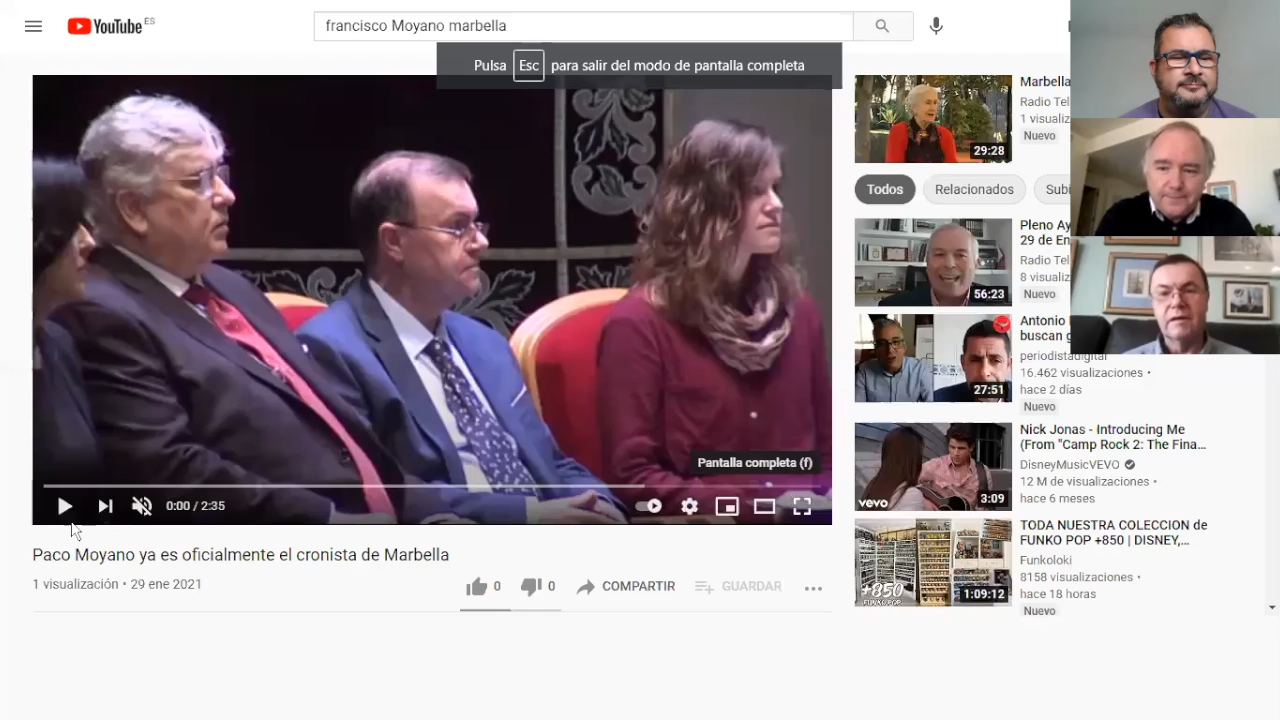 YouTube ES
francisco Moyano marbella
Pulsa Esc para salir del modo de pantalla completa
Pantalla completa (f)
0:00 / 2:35
Paco Moyano ya es oficialmente el cronista de Marbella
1 visualización • 29 ene 2021
0 0 COMPARTIR GUARDAR
29:28
Marbella
Radio Tel
1 visualiz
Nuevo
Todos Relacionados Subi
56:23
Pleno Ay
29 de En
Radio Tel
8 visualiz
Nuevo
27:51
Antonio
buscan g
periodistadigital
16.462 visualizaciones •
hace 2 días
Nuevo
vevo 3:09
Nick Jonas - Introducing Me
(From "Camp Rock 2: The Fina...
DisneyMusicVEVO
12 M de visualizaciones •
hace 6 meses
+850
FUNKO POP
1:09:12
TODA NUESTRA COLECCION de
FUNKO POP +850 | DISNEY,...
Funkoloki
8158 visualizaciones •
hace 18 horas
Nuevo